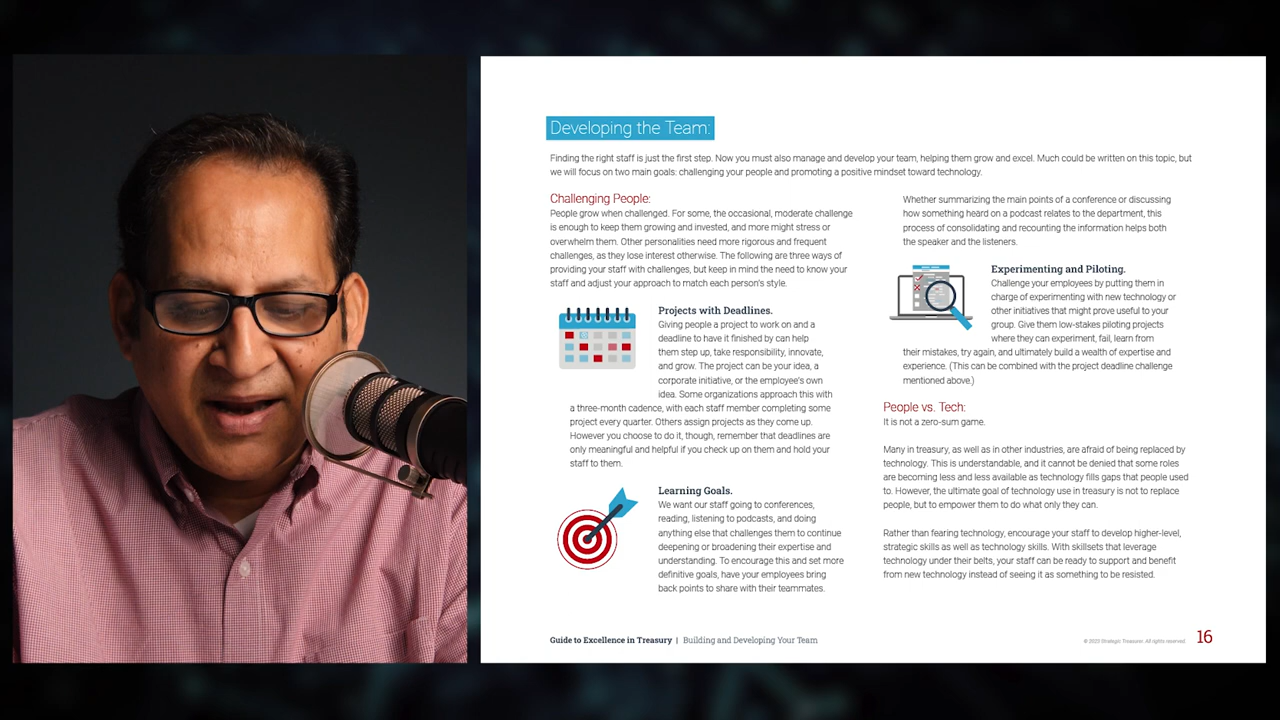 Developing the Team:
Finding the right staff is just the first step. Now you must also manage and develop your team, helping them grow and excel. Much could be written on this topic, but
we will focus on two main goals: challenging your people and promoting a positive mindset toward technology.
Challenging People:
People grow when challenged. For some, the occasional, moderate challenge
is enough to keep them growing and invested, and more might stress or
overwhelm them. Other personalities need more rigorous and frequent
challenges, as they lose interest otherwise. The following are three ways of
providing your staff with challenges, but keep in mind the need to know your
staff and adjust your approach to match each person's style.
Projects with Deadlines.
Giving people a project to work on and a
deadline to have it finished by can help
them step up, take responsibility, innovate,
and grow. The project can be your idea, a
corporate initiative, or the employee's own
idea. Some organizations approach this with
a three-month cadence, with each staff member completing some
project every quarter. Others assign projects as they come up.
However you choose to do it, though, remember that deadlines are
only meaningful and helpful if you check up on them and hold your
staff to them.
Learning Goals.
We want our staff going to conferences,
reading, listening to podcasts, and doing
anything else that challenges them to continue
deepening or broadening their expertise and
understanding. To encourage this and set more
definitive goals, have your employees bring
back points to share with their teammates.
Whether summarizing the main points of a conference or discussing
how something heard on a podcast relates to the department, this
process of consolidating and recounting the information helps both
the speaker and the listeners.
Experimenting and Piloting.
Challenge your employees by putting them in
charge of experimenting with new technology or
other initiatives that might prove useful to your
group. Give them low-stakes piloting projects
where they can experiment, fail, learn from
their mistakes, try again, and ultimately build a wealth of expertise and
experience. (This can be combined with the project deadline challenge
mentioned above.)
People vs. Tech:
It is not a zero-sum game.
Many in treasury, as well as in other industries, are afraid of being replaced by
technology. This is understandable, and it cannot be denied that some roles
are becoming less and less available as technology fills gaps that people used
to. However, the ultimate goal of technology use in treasury is not to replace
people, but to empower them to do what only they can.
Rather than fearing technology, encourage your staff to develop higher-level,
strategic skills as well as technology skills. With skillsets that leverage
technology under their belts, your staff can be ready to support and benefit
from new technology instead of seeing it as something to be resisted.
Guide to Excellence in Treasury | Building and Developing Your Team
© 2023 Strategic Treasurer. All rights reserved. 16